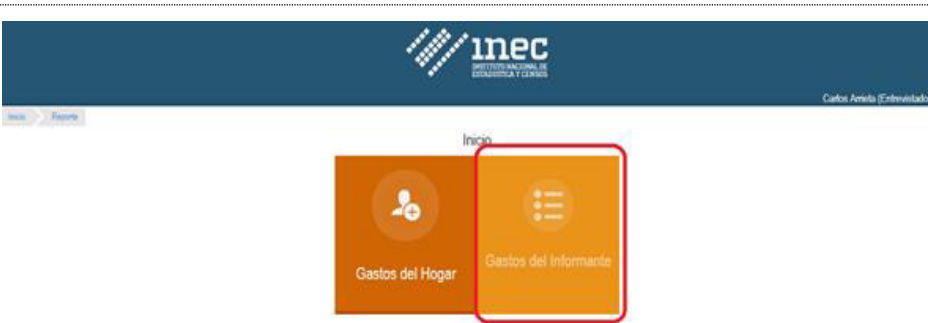 inec
INSTITUTO NACIONAL DE
ESTADÍSTICA Y CENSOS
Carlos Arrieta (Entrevistado
Inicio
Reporte
Inicio
Gastos del Hogar
Gastos del Informante